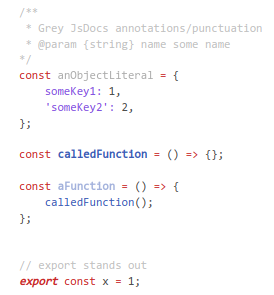 /**
 * Grey JsDocs annotations/punctuation
 * @param {string} name some name
*/
const anObjectLiteral = {
    someKey1: 1,
    'someKey2': 2,
};
const calledFunction = () => {};
const aFunction = () => {
    calledFunction();
};
// export stands out
export const x = 1;